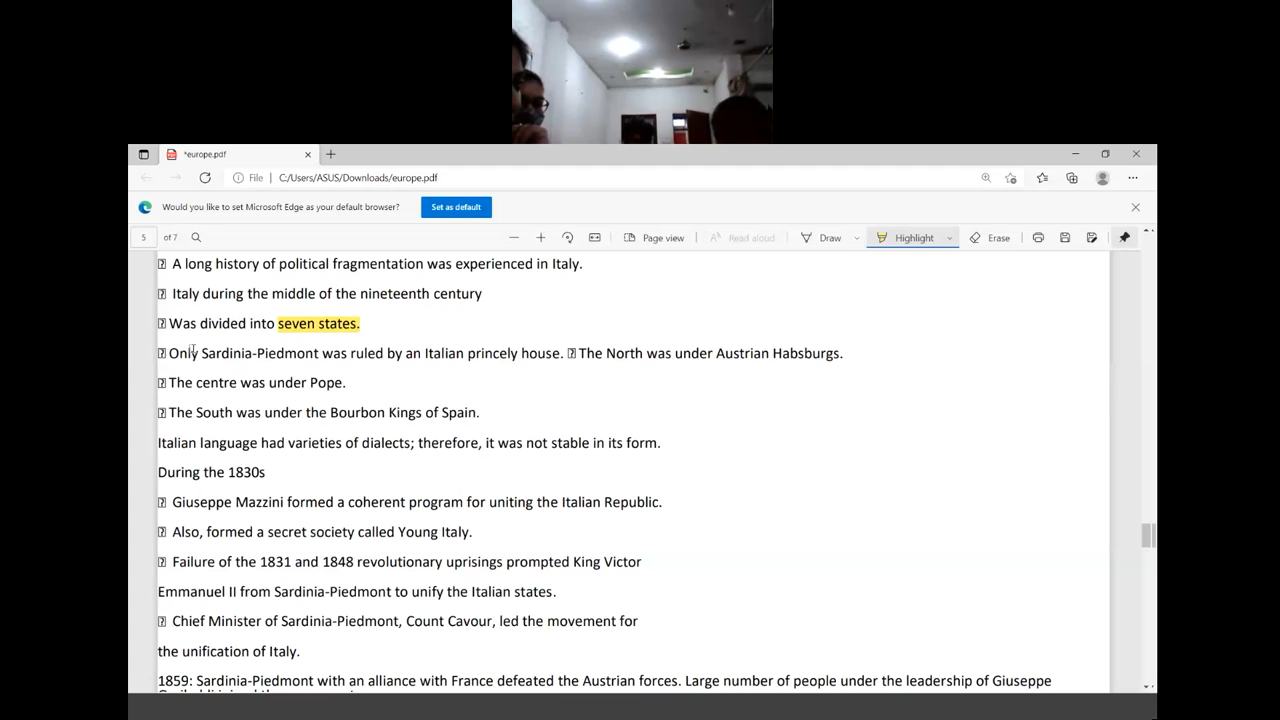 *europe.pdf
File C:/Users/ASUS/Downloads/europe.pdf
Would you like to set Microsoft Edge as your default browser? Set as default
5 of 7 Page view Read aloud Draw Highlight Erase
A long history of political fragmentation was experienced in Italy.
Italy during the middle of the nineteenth century
Was divided into seven states.
Only Sardinia-Piedmont was ruled by an Italian princely house. The North was under Austrian Habsburgs.
The centre was under Pope.
The South was under the Bourbon Kings of Spain.
Italian language had varieties of dialects; therefore, it was not stable in its form.
During the 1830s
Giuseppe Mazzini formed a coherent program for uniting the Italian Republic.
Also, formed a secret society called Young Italy.
Failure of the 1831 and 1848 revolutionary uprisings prompted King Victor
Emmanuel II from Sardinia-Piedmont to unify the Italian states.
Chief Minister of Sardinia-Piedmont, Count Cavour, led the movement for
the unification of Italy.
1859: Sardinia-Piedmont with an alliance with France defeated the Austrian forces. Large number of people under the leadership of Giuseppe